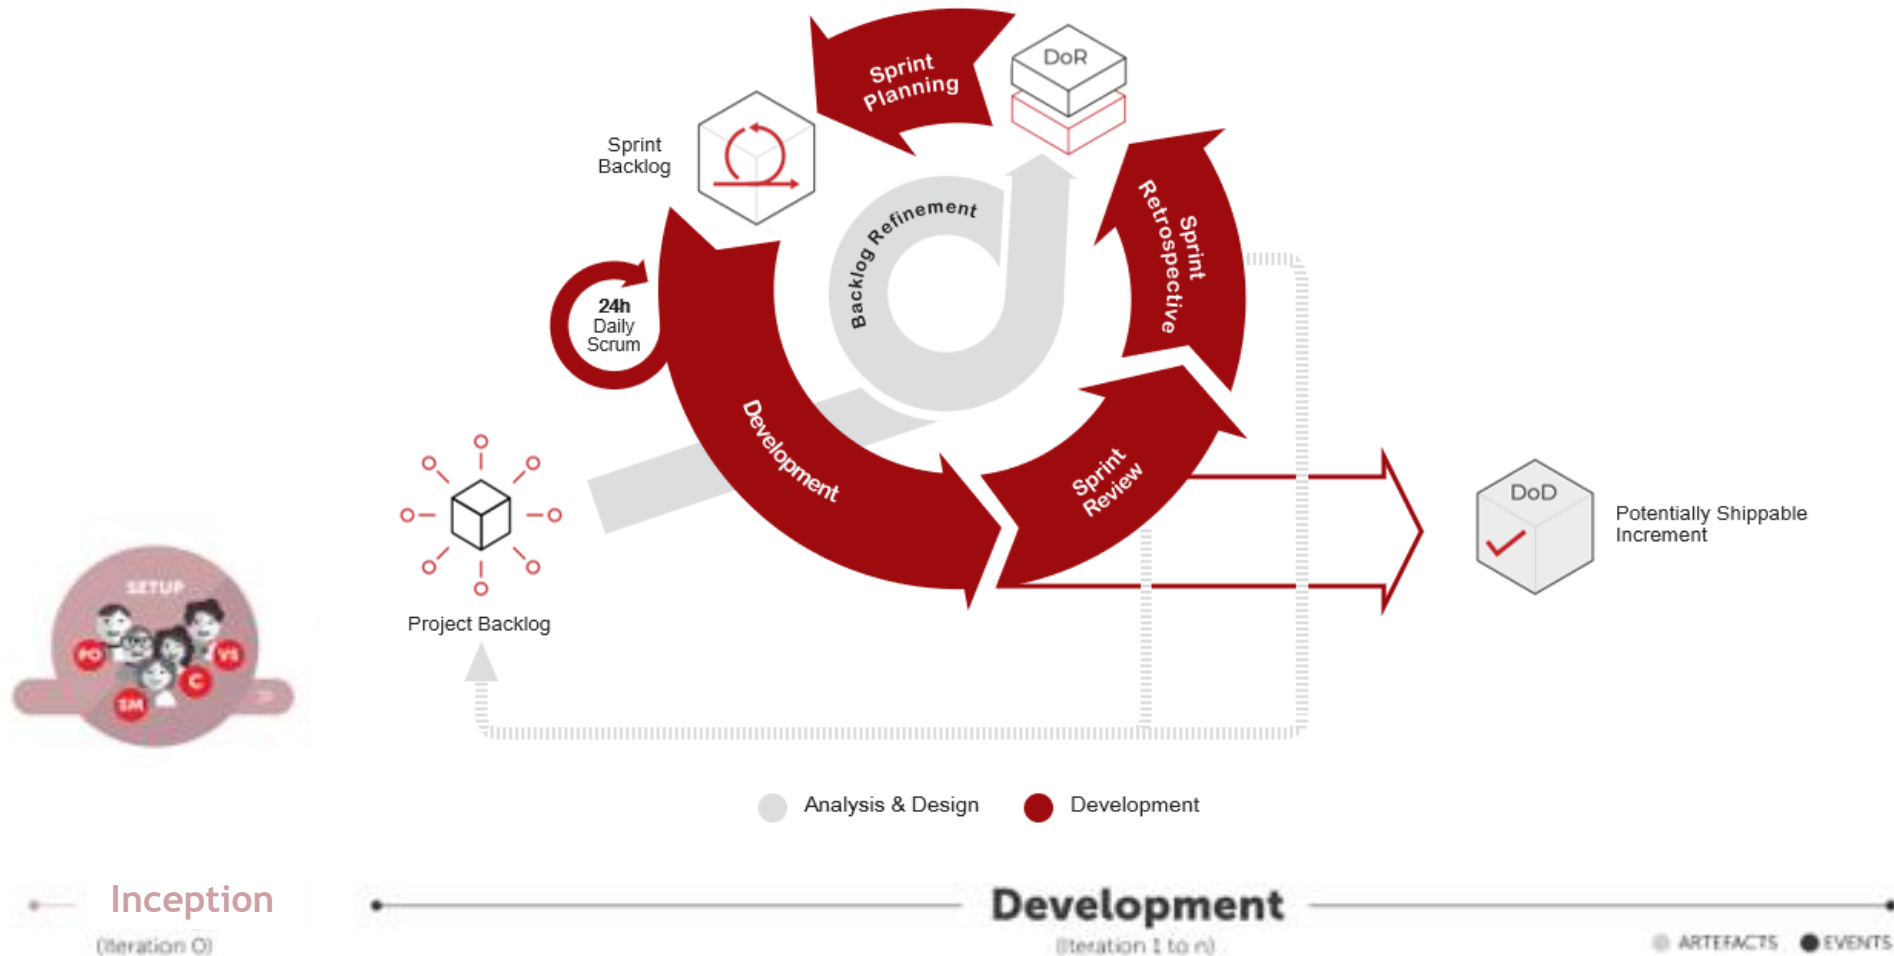 DoR
Sprint
Planning
Sprint
Backlog
Backlog Refinement
Sprint
Retrospective
24h
Daily
Scrum
Development
Sprint
Review
DoD
Potentially Shippable
Increment
Project Backlog
SETUP
PO
VS
C
SM
Analysis & Design
Development
Inception
(Iteration 0)
Development
(Iteration 1 to n)
ARTEFACTS
EVENTS